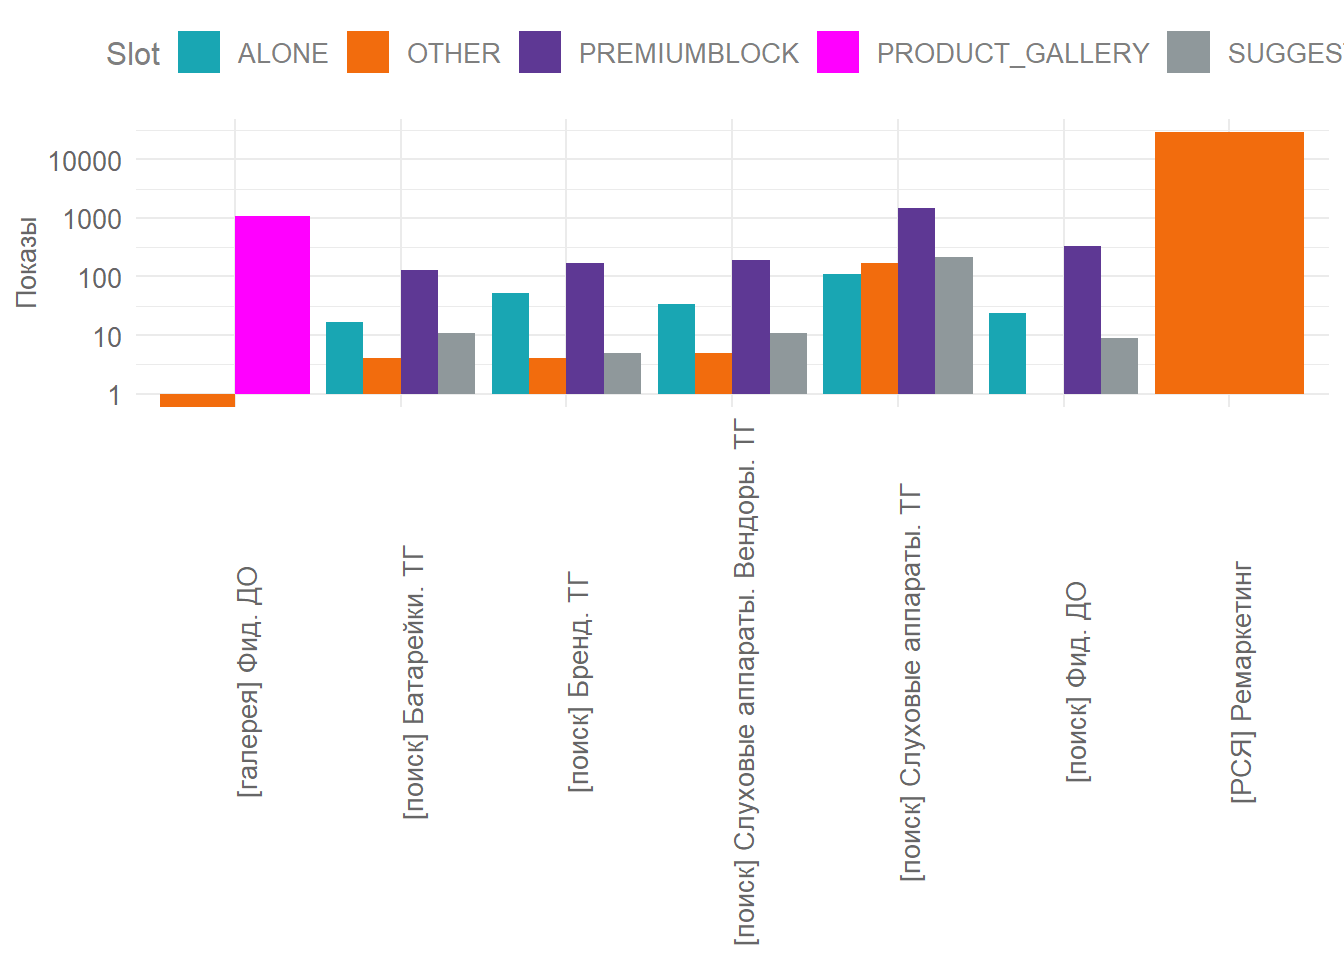 Slot ALONE OTHER PREMIUMBLOCK PRODUCT_GALLERY SUGGES
Показы
10000
1000
100
10
1
[галерея] Фид. ДО
[поиск] Батарейки. ТГ
[поиск] Бренд. ТГ
[поиск] Слуховые аппараты. Вендоры. ТГ
[поиск] Слуховые аппараты. ТГ
[поиск] Фид. ДО
[РСЯ] Ремаркетинг